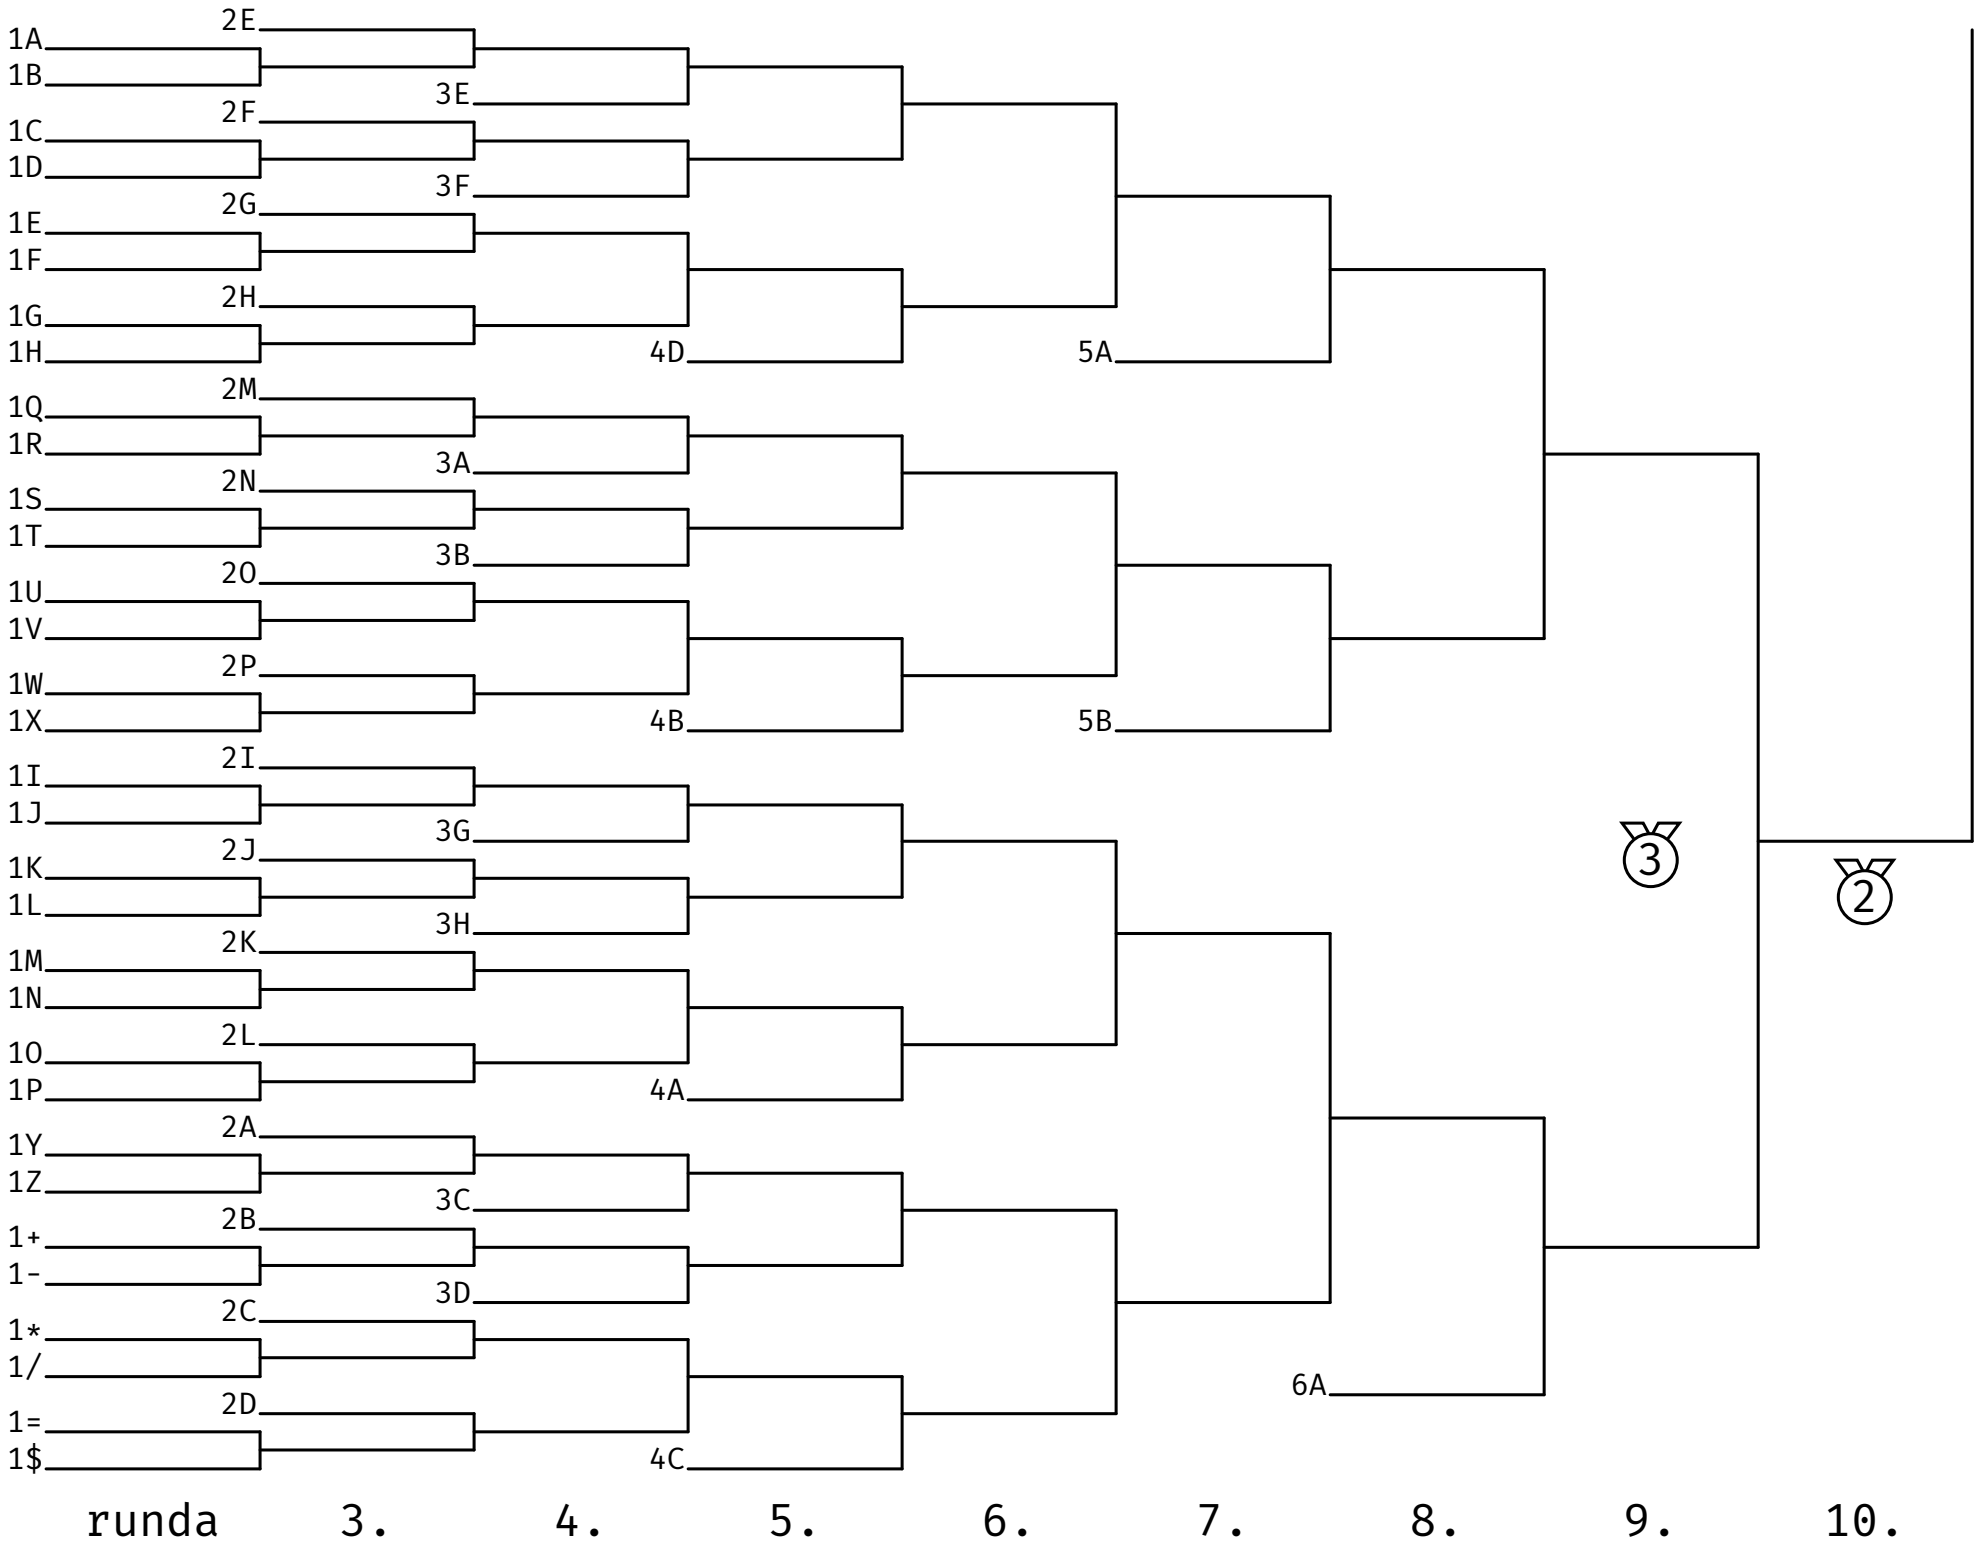 2E
1A
1B
3E
2F
1C
1D
3F
2G
1E
1F
2H
1G
1H
4D
5A
2M
1Q
1R
3A
2N
1S
1T
3B
2O
1U
1V
2P
1W
1X
4B
5B
2I
1I
1J
3G
2J
1K
1L
3H
2K
1M
1N
2L
1O
1P
4A
3
2
2A
1Y
1Z
3C
2B
1+
1-
3D
2C
1*
1/
6A
2D
1=
1$
4C
runda 3. 4. 5. 6. 7. 8. 9. 10.